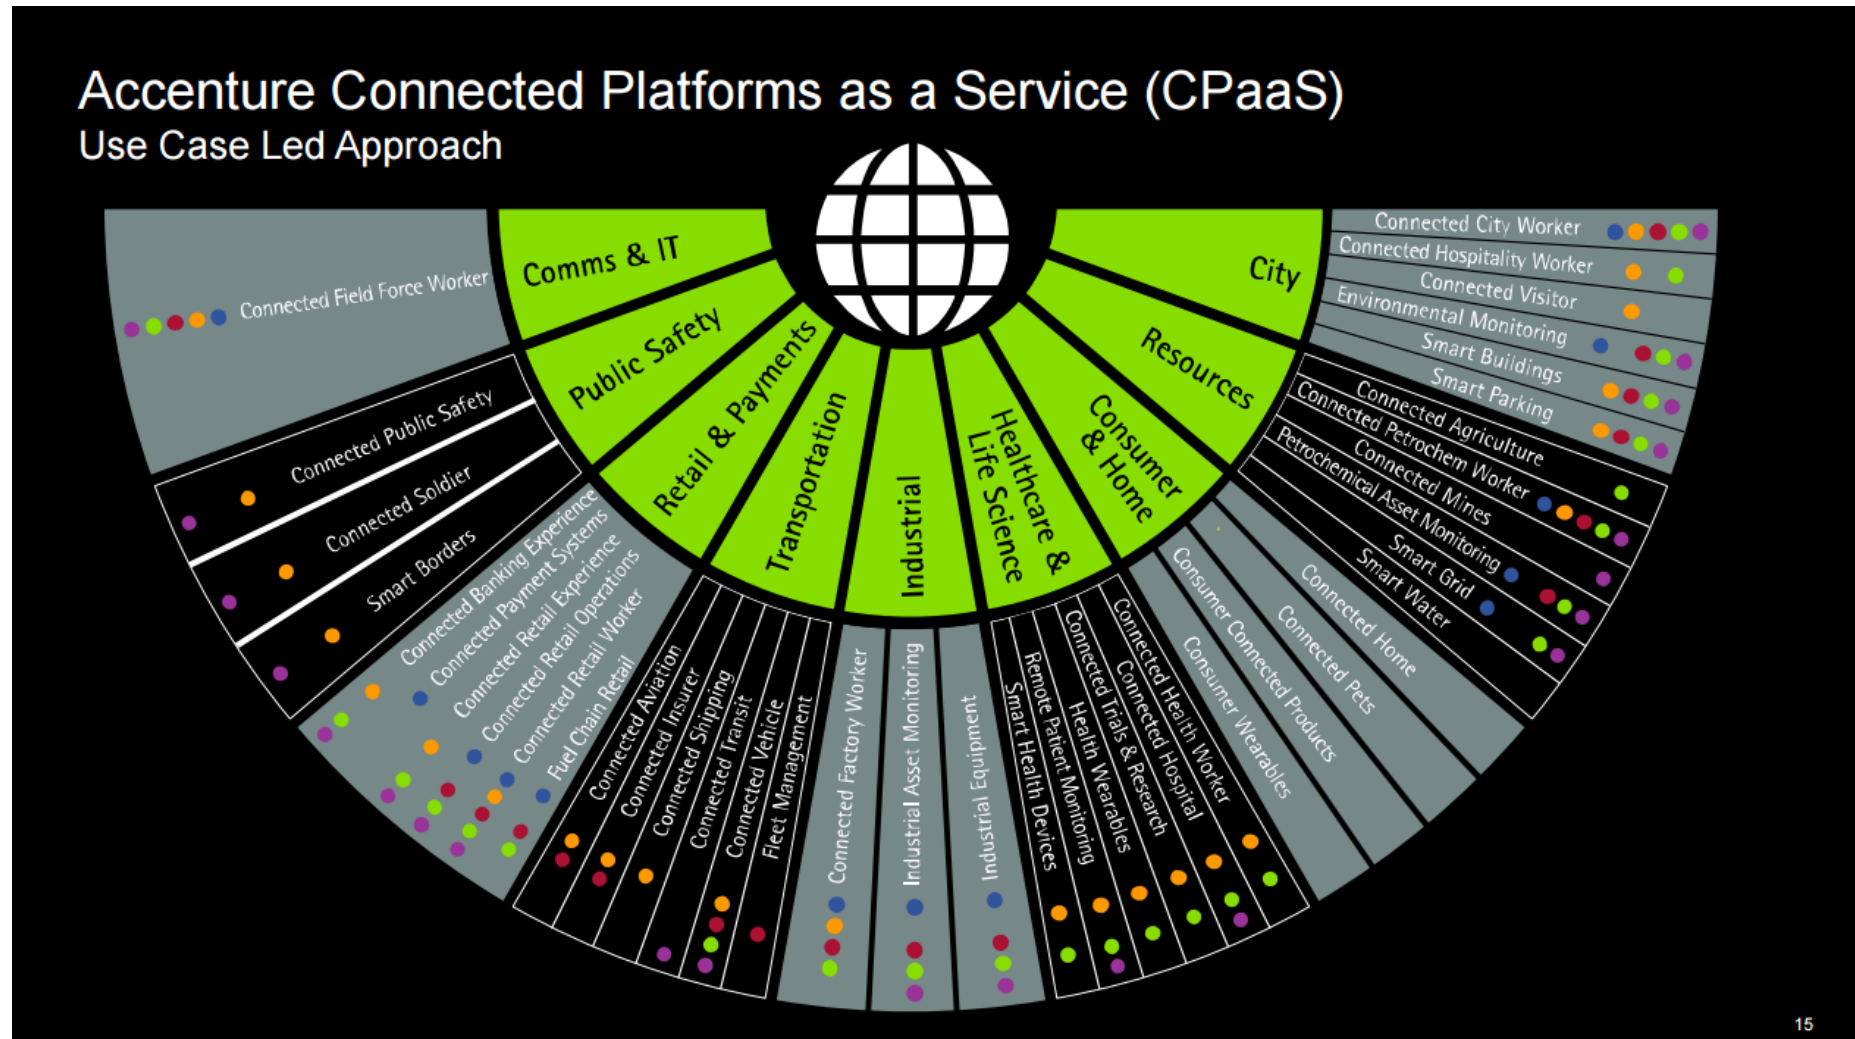 Accenture Connected Platforms as a Service (CPaaS)
Use Case Led Approach
Comms & IT
Connected Field Force Worker
Public Safety
Connected Public Safety
Connected Soldier
Smart Borders
Retail & Payments
Connected Banking Experience
Connected Payment Systems
Connected Retail Experience
Connected Retail Operations
Connected Retail Worker
Fuel Chain Retail
Transportation
Connected Aviation
Connected Insurer
Connected Shipping
Connected Transit
Connected Vehicle
Fleet Management
Industrial
Connected Factory Worker
Industrial Asset Monitoring
Industrial Equipment
Healthcare &
Life Science
Smart Health Devices
Remote Patient Monitoring
Health Wearables
Connected Trials & Research
Connected Hospital
Connected Health Worker
Consumer
& Home
Consumer Wearables
Consumer Connected Products
Connected Pets
Connected Home
Resources
Connected Agriculture
Connected Petrochem Worker
Connected Mines
Petrochemical Asset Monitoring
Smart Grid
Smart Water
City
Connected City Worker
Connected Hospitality Worker
Connected Visitor
Environmental Monitoring
Smart Buildings
Smart Parking
15